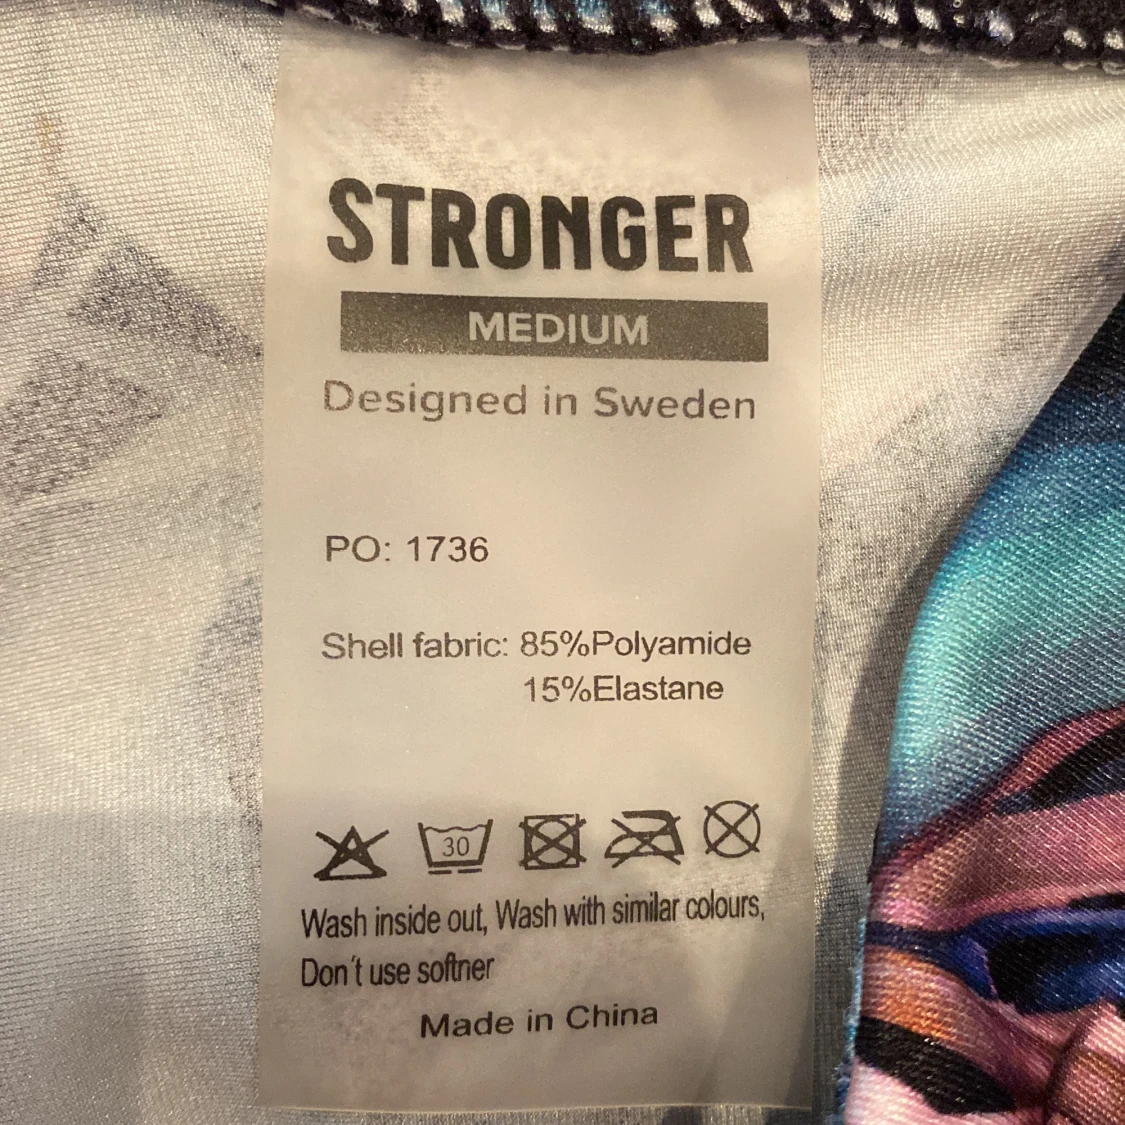 STRONGER
MEDIUM
Designed in Sweden
PO: 1736
Shell fabric: 85%Polyamide
15%Elastane
30
Wash inside out, Wash with similar colours,
Don't use softner
Made in China